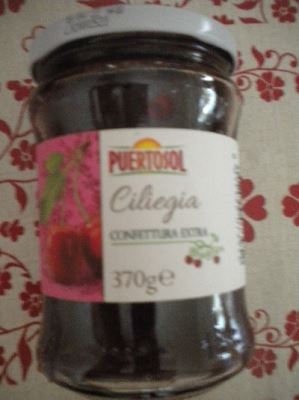 PUERTOSOL
Ciliegia
CONFETTURA EXTRA
370g e